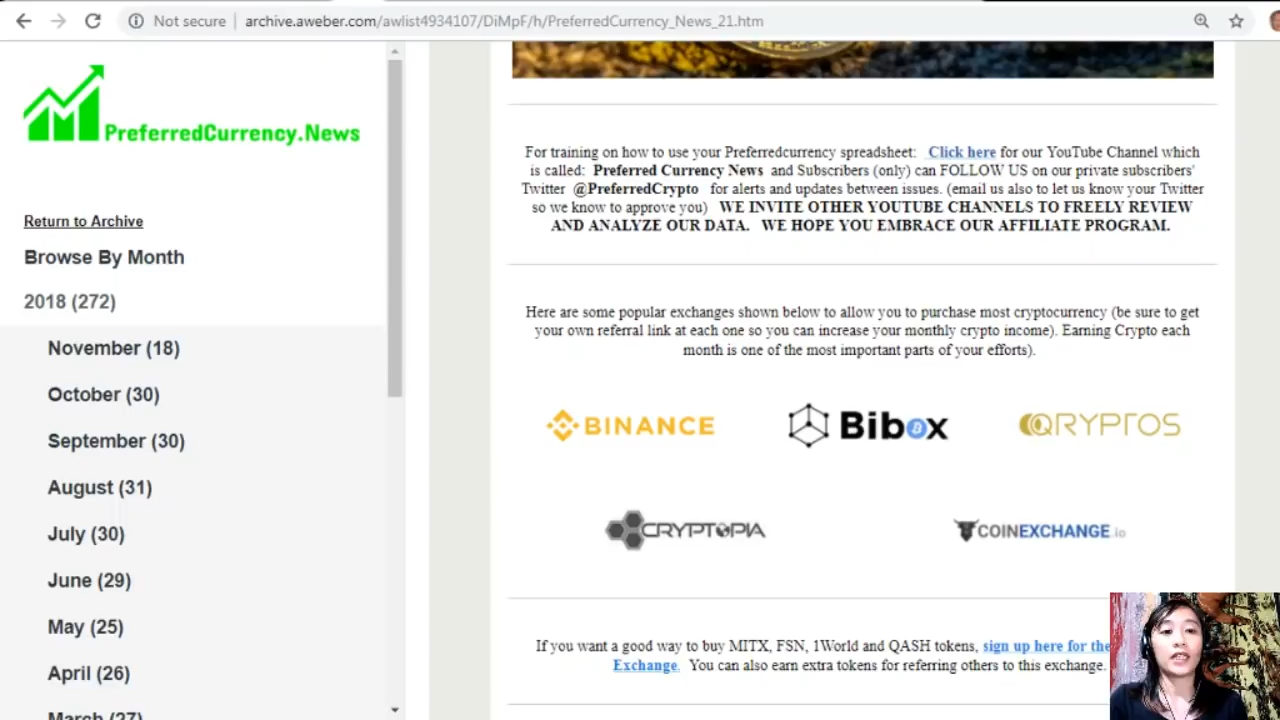 Not secure archive.aweber.com/awlist4934107/DiMpF/h/PreferredCurrency_News_21.htm
PreferredCurrency.News
Return to Archive
Browse By Month
2018 (272)
November (18)
October (30)
September (30)
August (31)
July (30)
June (29)
May (25)
April (26)
March (27)
For training on how to use your Preferredcurrency spreadsheet: Click here for our YouTube Channel which
is called: Preferred Currency News and Subscribers (only) can FOLLOW US on our private subscribers'
Twitter @PreferredCrypto for alerts and updates between issues. (email us also to let us know your Twitter
so we know to approve you) WE INVITE OTHER YOUTUBE CHANNELS TO FREELY REVIEW
AND ANALYZE OUR DATA. WE HOPE YOU EMBRACE OUR AFFILIATE PROGRAM.
Here are some popular exchanges shown below to allow you to purchase most cryptocurrency (be sure to get
your own referral link at each one so you can increase your monthly crypto income). Earning Crypto each
month is one of the most important parts of your efforts).
BINANCE
Bibox
QRYPTOS
CRYPTOPIA
COINEXCHANGE.io
If you want a good way to buy MITX, FSN, 1World and QASH tokens, sign up here for the
Exchange. You can also earn extra tokens for referring others to this exchange.